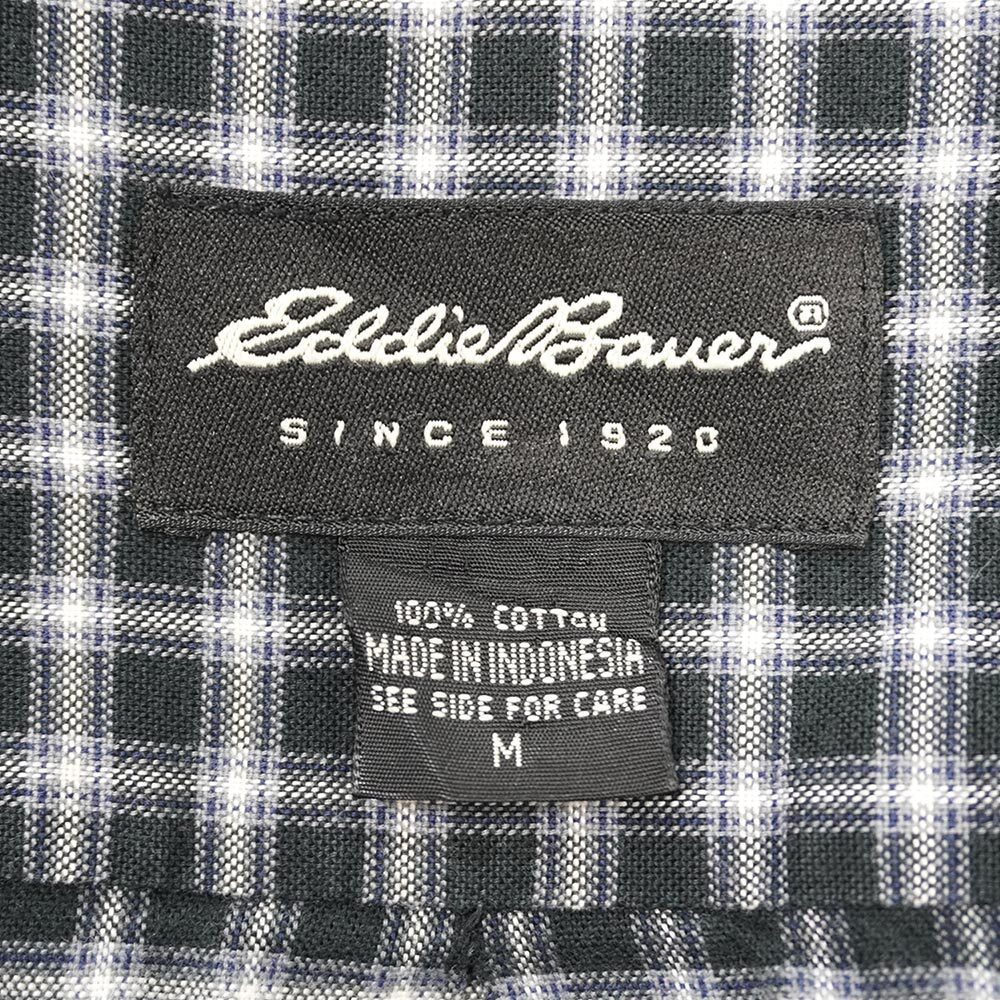 Eddie Bauer®
SINCE 1920
100% COTTON
MADE IN INDONESIA
SEE SIDE FOR CARE
M